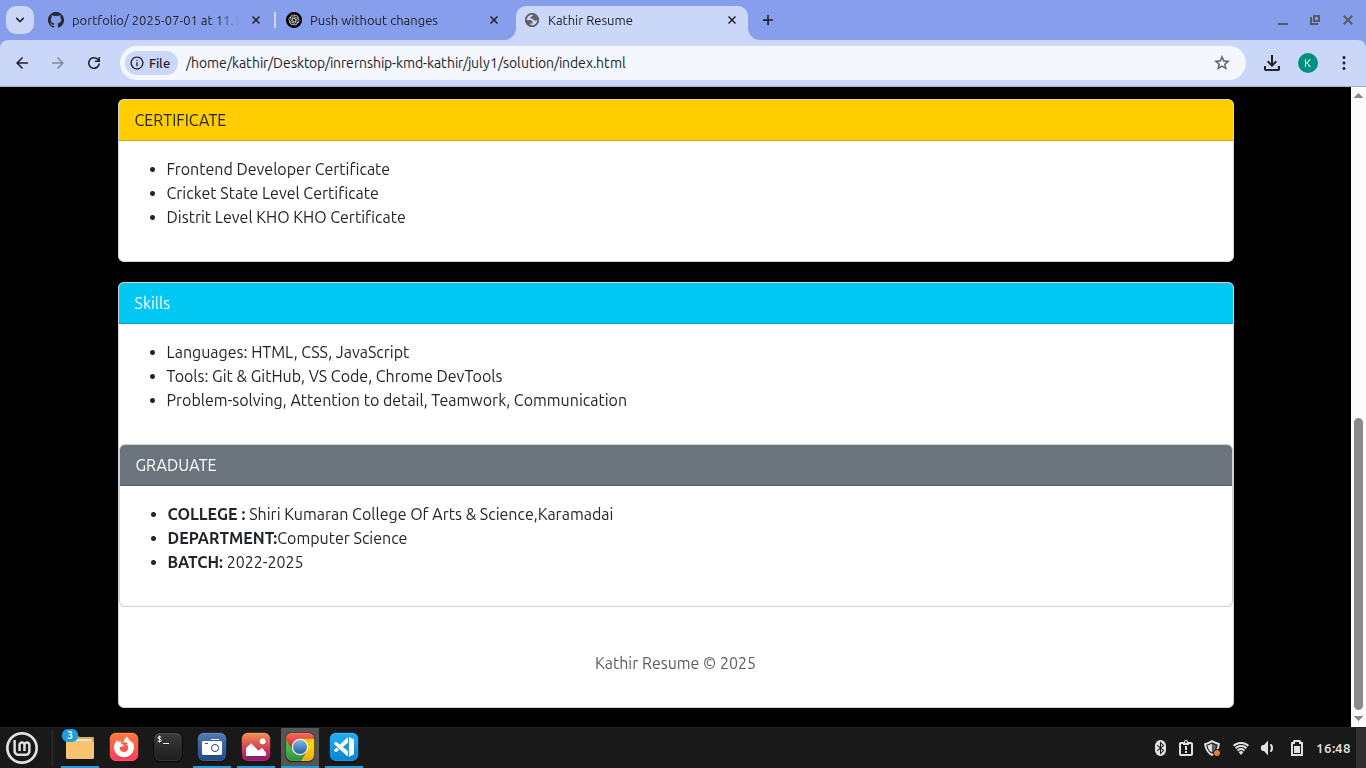 portfolio/ 2025-07-01 at 11.
Push without changes
Kathir Resume
File
/home/kathir/Desktop/inrernship-kmd-kathir/july1/solution/index.html
K
CERTIFICATE
• Frontend Developer Certificate
• Cricket State Level Certificate
• Distrit Level KHO KHO Certificate
Skills
• Languages: HTML, CSS, JavaScript
• Tools: Git & GitHub, VS Code, Chrome DevTools
• Problem-solving, Attention to detail, Teamwork, Communication
GRADUATE
• COLLEGE : Shiri Kumaran College Of Arts & Science,Karamadai
• DEPARTMENT:Computer Science
• BATCH: 2022-2025
Kathir Resume © 2025
3
16:48